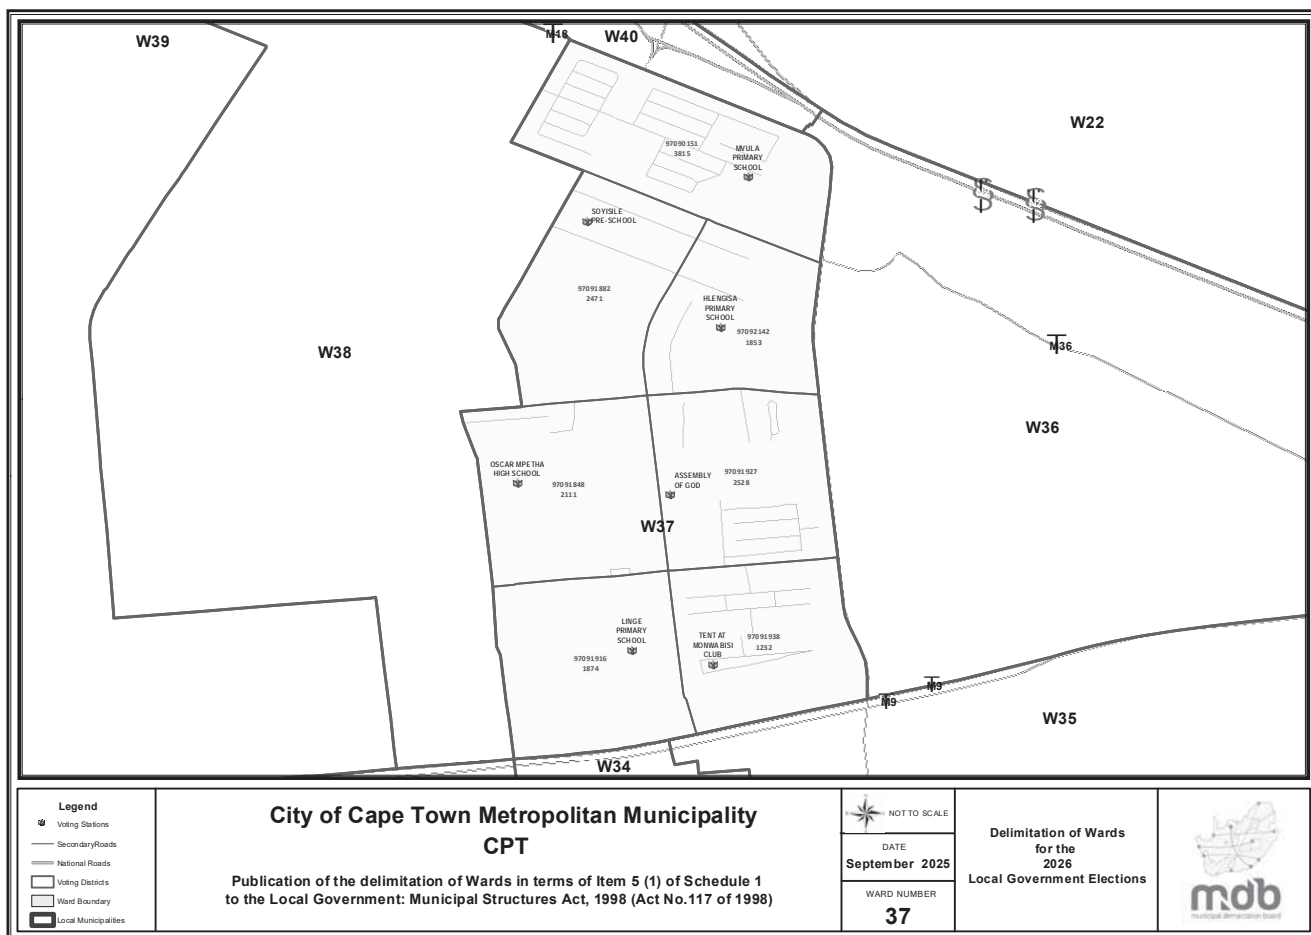 W39
M18
W40
W22
97090151
3815
MVULA
PRIMARY
SCHOOL
SOYISILE
PRE-SCHOOL
97091882
2471
HLENGISA
PRIMARY
SCHOOL
97092142
1853
W38
M36
W36
OSCAR MPETHA
HIGH SCHOOL
97091848
2111
ASSEMBLY
OF GOD
97091927
2528
W37
LINGE
PRIMARY
SCHOOL
97091916
1874
TENT AT
MONWABISI
CLUB
97091938
1232
M9
M9
W35
W34
Legend
Voting Stations
SecondaryRoads
National Roads
Voting Districts
Ward Boundary
Local Municipalities
City of Cape Town Metropolitan Municipality
CPT
Publication of the delimitation of Wards in terms of Item 5 (1) of Schedule 1
to the Local Government: Municipal Structures Act, 1998 (Act No.117 of 1998)
NOT TO SCALE
DATE
September 2025
WARD NUMBER
37
Delimitation of Wards
for the
2026
Local Government Elections
mdb
municipal demarcation board